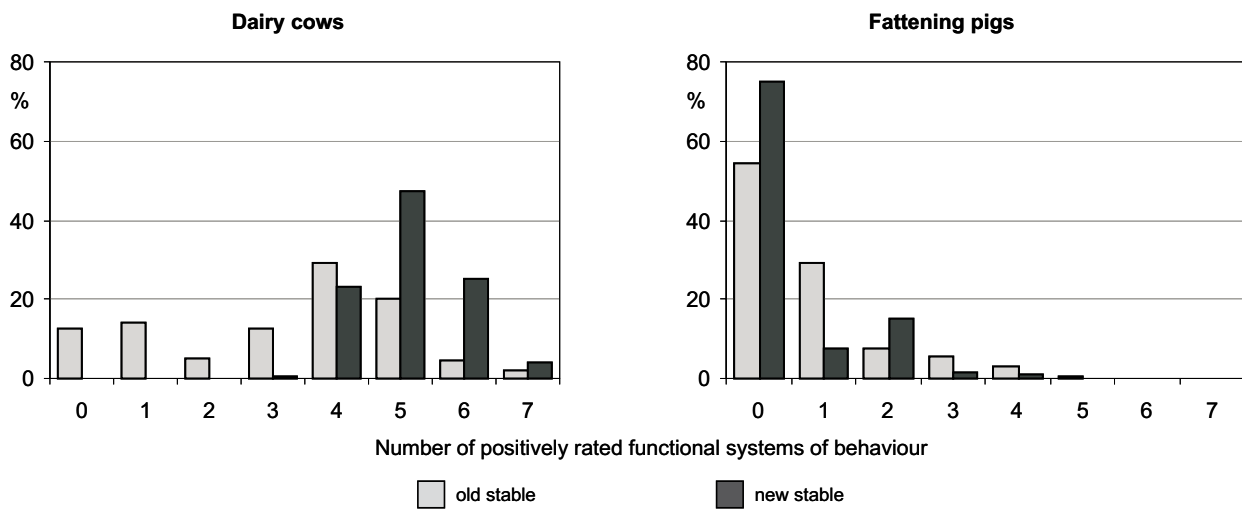 Dairy cows
80
%
60
40
20
0
0 1 2 3 4 5 6 7
Fattening pigs
80
%
60
40
20
0
0 1 2 3 4 5 6 7
Number of positively rated functional systems of behaviour
old stable
new stable